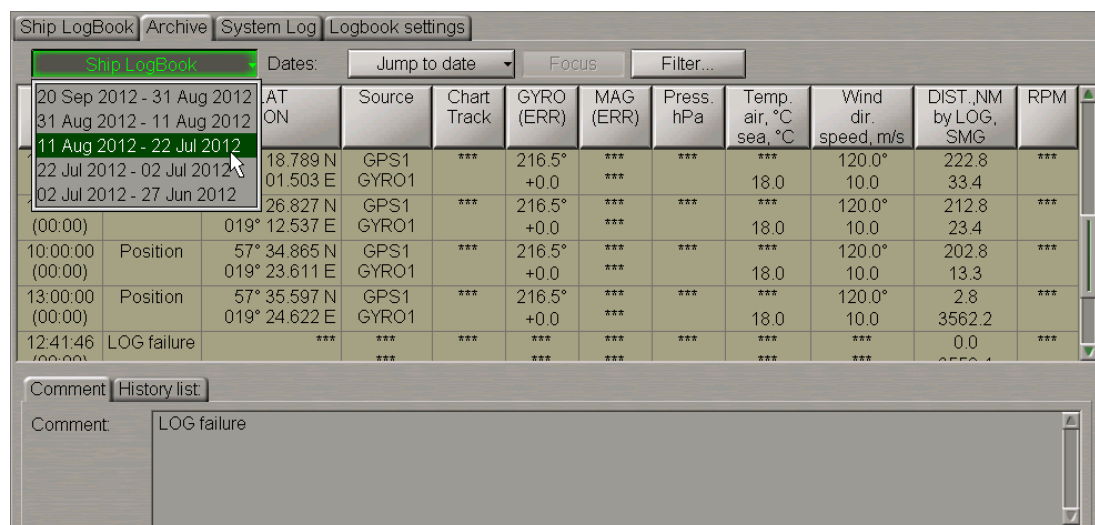 Ship LogBook Archive System Log Logbook settings
Ship LogBook Dates: Jump to date Focus Filter...
20 Sep 2012 - 31 Aug 2012
31 Aug 2012 - 11 Aug 2012
11 Aug 2012 - 22 Jul 2012
22 Jul 2012 - 02 Jul 2012
02 Jul 2012 - 27 Jun 2012
Source Chart GYRO MAG Press. Temp. Wind DIST.,NM RPM
Track (ERR) (ERR) hPa air, °C dir. by LOG,
sea, °C speed, m/s SMG
18.789 N GPS1 *** 216.5° *** *** *** 120.0° 222.8 ***
01.503 E GYRO1 +0.0 *** 18.0 10.0 33.4
26.827 N GPS1 *** 216.5° *** *** *** 120.0° 212.8 ***
(00:00) 019° 12.537 E GYRO1 +0.0 *** 18.0 10.0 23.4
10:00:00 Position 57° 34.865 N GPS1 *** 216.5° *** *** *** 120.0° 202.8 ***
(00:00) 019° 23.611 E GYRO1 +0.0 *** 18.0 10.0 13.3
13:00:00 Position 57° 35.597 N GPS1 *** 216.5° *** *** *** 120.0° 2.8 ***
(00:00) 019° 24.622 E GYRO1 +0.0 *** 18.0 10.0 3562.2
12:41:46 LOG failure *** *** *** *** *** *** *** *** 0.0 ***
Comment History list:
Comment: LOG failure